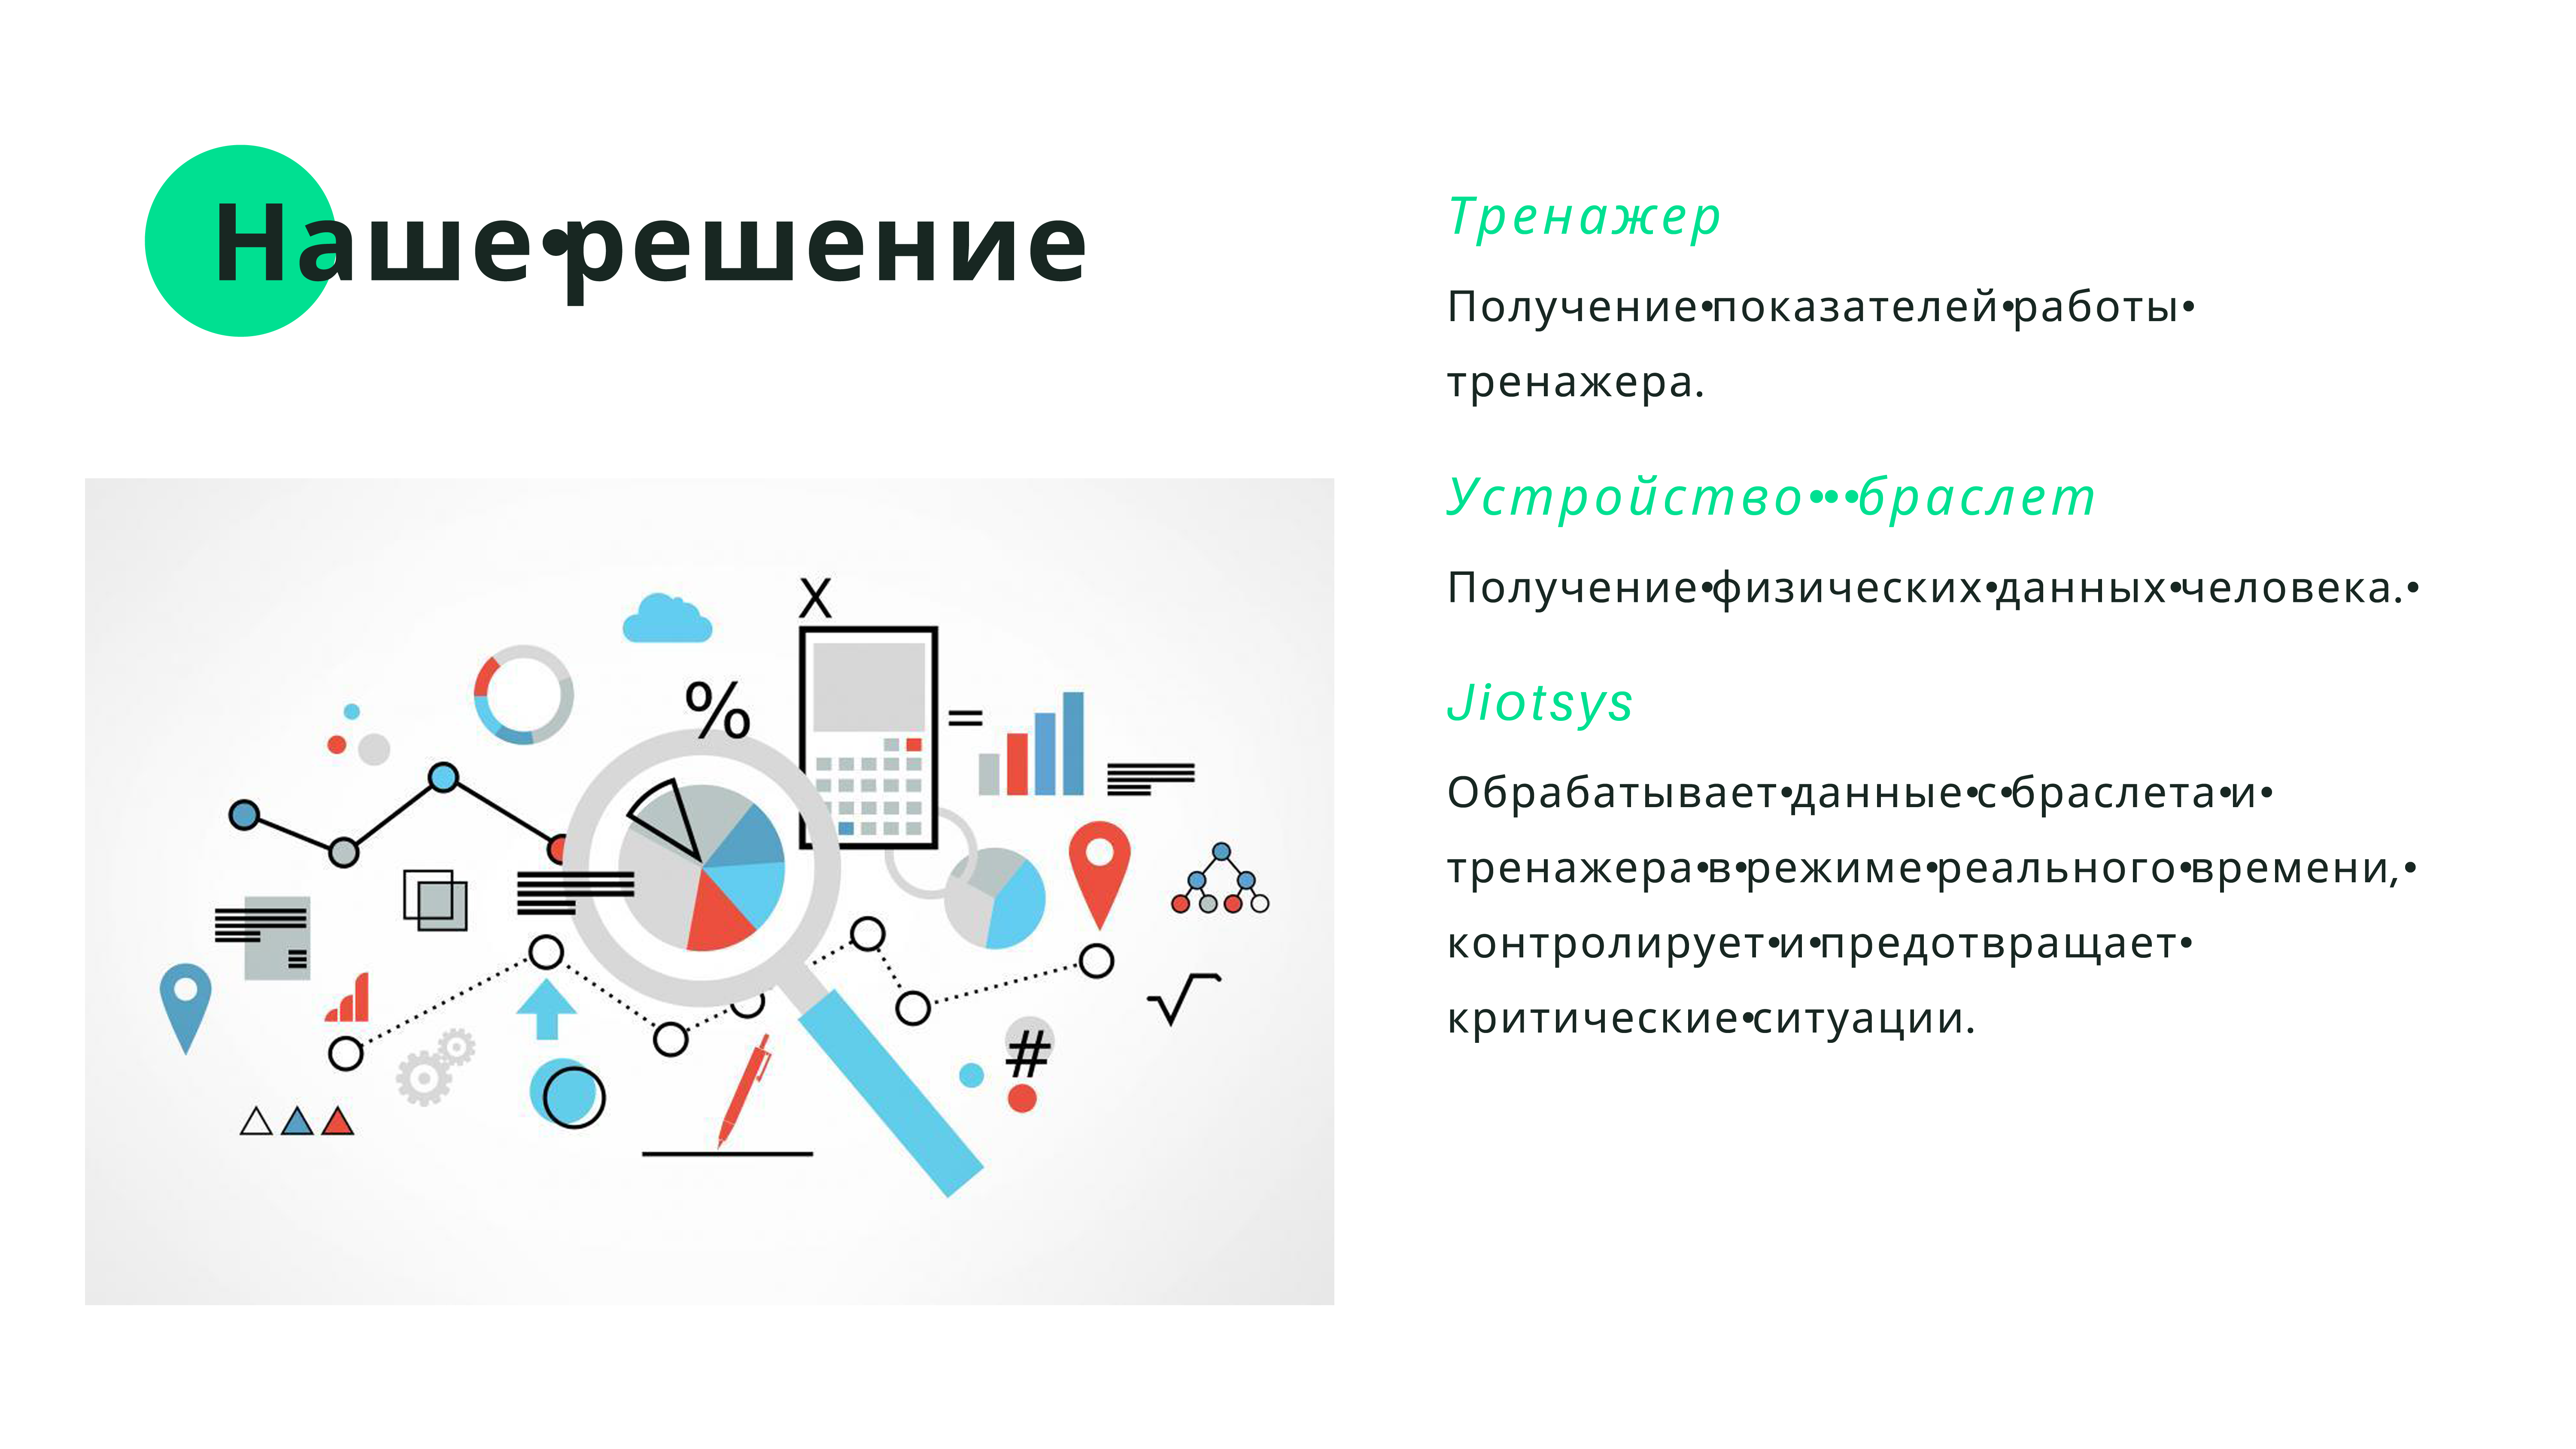 Наше•решение
Тренажер
Получение•показателей•работы•
тренажера.
Устройство•••браслет
Получение•физических•данных•человека.•
Jiotsys
Обрабатывает•данные•с•браслета•и•
тренажера•в•режиме•реального•времени,•
контролирует•и•предотвращает•
критические•ситуации.
X
%
=
#